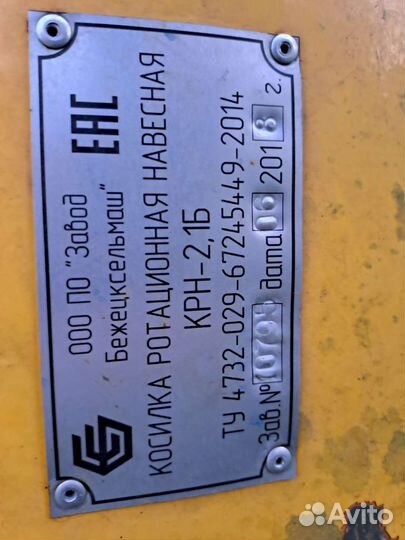 ООО ПО "Завод
Бежецксельмаш"
ЕАС
КОСИЛКА РОТАЦИОННАЯ НАВЕСНАЯ
КРН-2,1Б
ТУ 4732-029-67245449-2014
Зав.№ 10795 дата 06 2018 г.
Avito